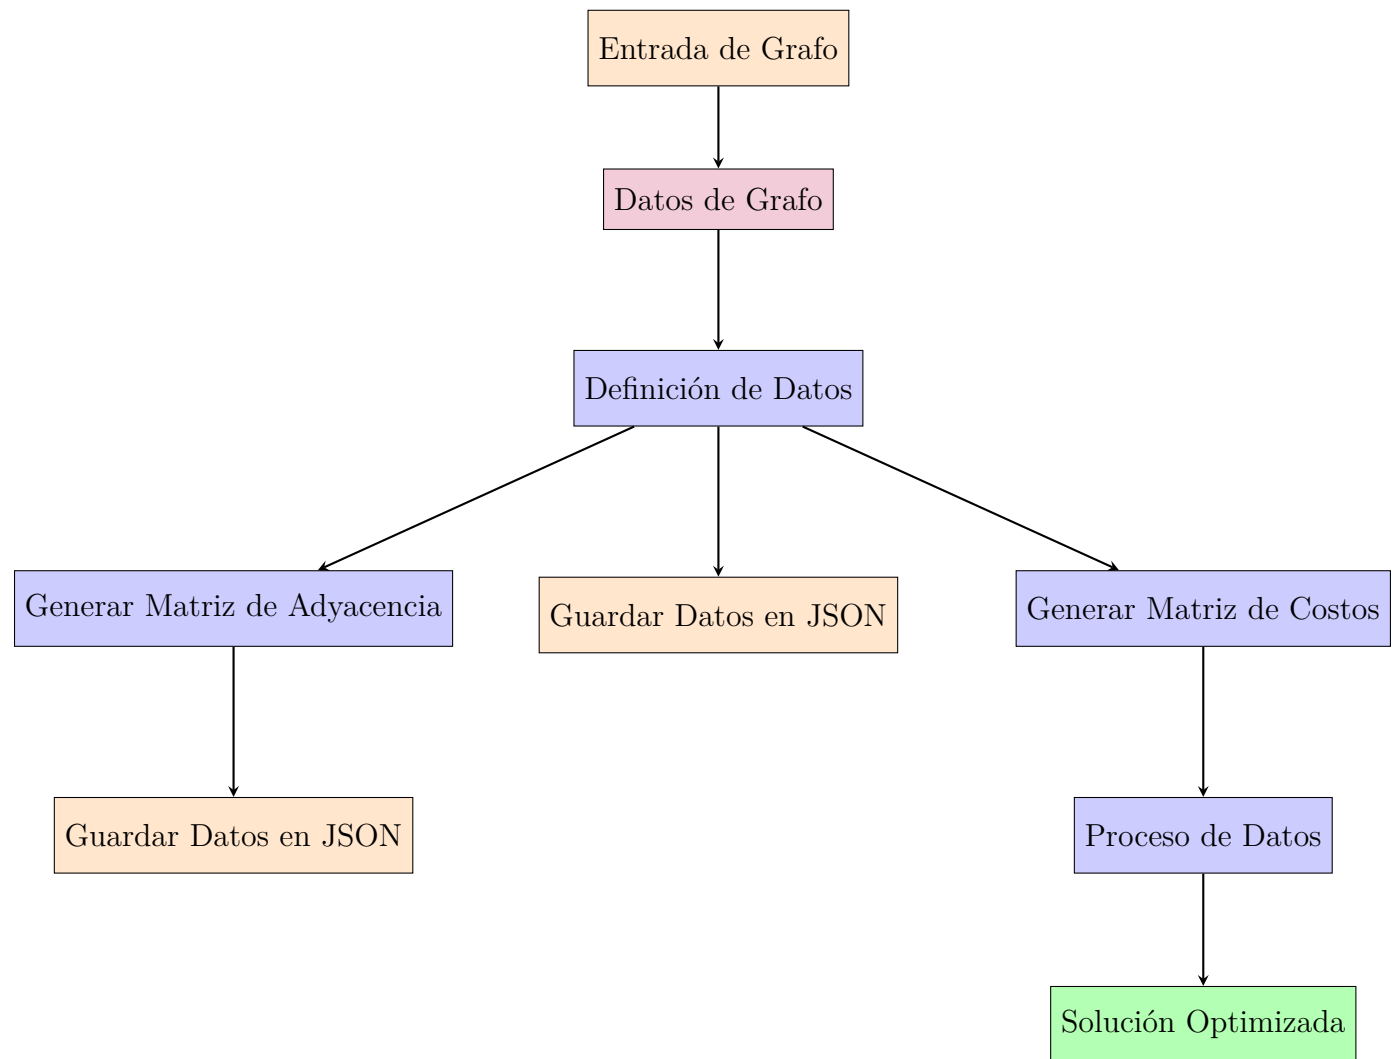 Entrada de Grafo
Datos de Grafo
Definición de Datos
Generar Matriz de Adyacencia
Guardar Datos en JSON
Generar Matriz de Costos
Guardar Datos en JSON
Proceso de Datos
Solución Optimizada